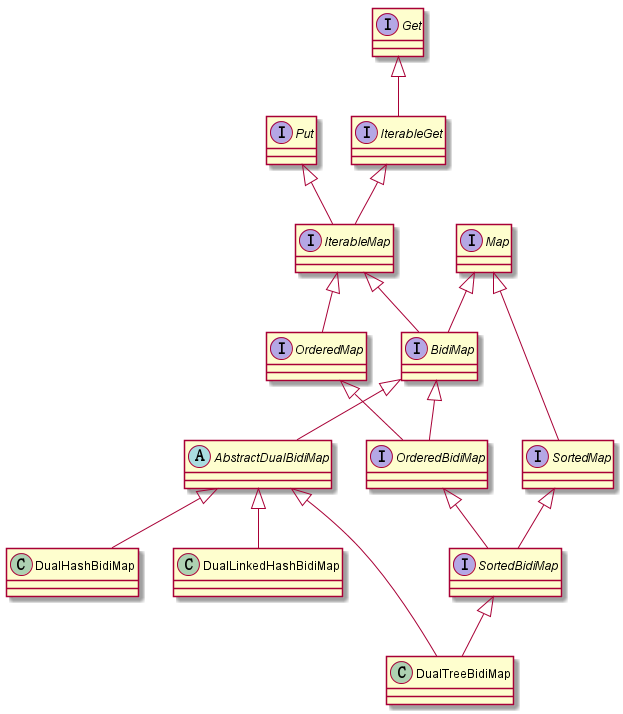 I Get
I Put
I IterableGet
I IterableMap
I Map
I OrderedMap
I BidiMap
A AbstractDualBidiMap
I OrderedBidiMap
I SortedMap
C DualHashBidiMap
C DualLinkedHashBidiMap
I SortedBidiMap
C DualTreeBidiMap